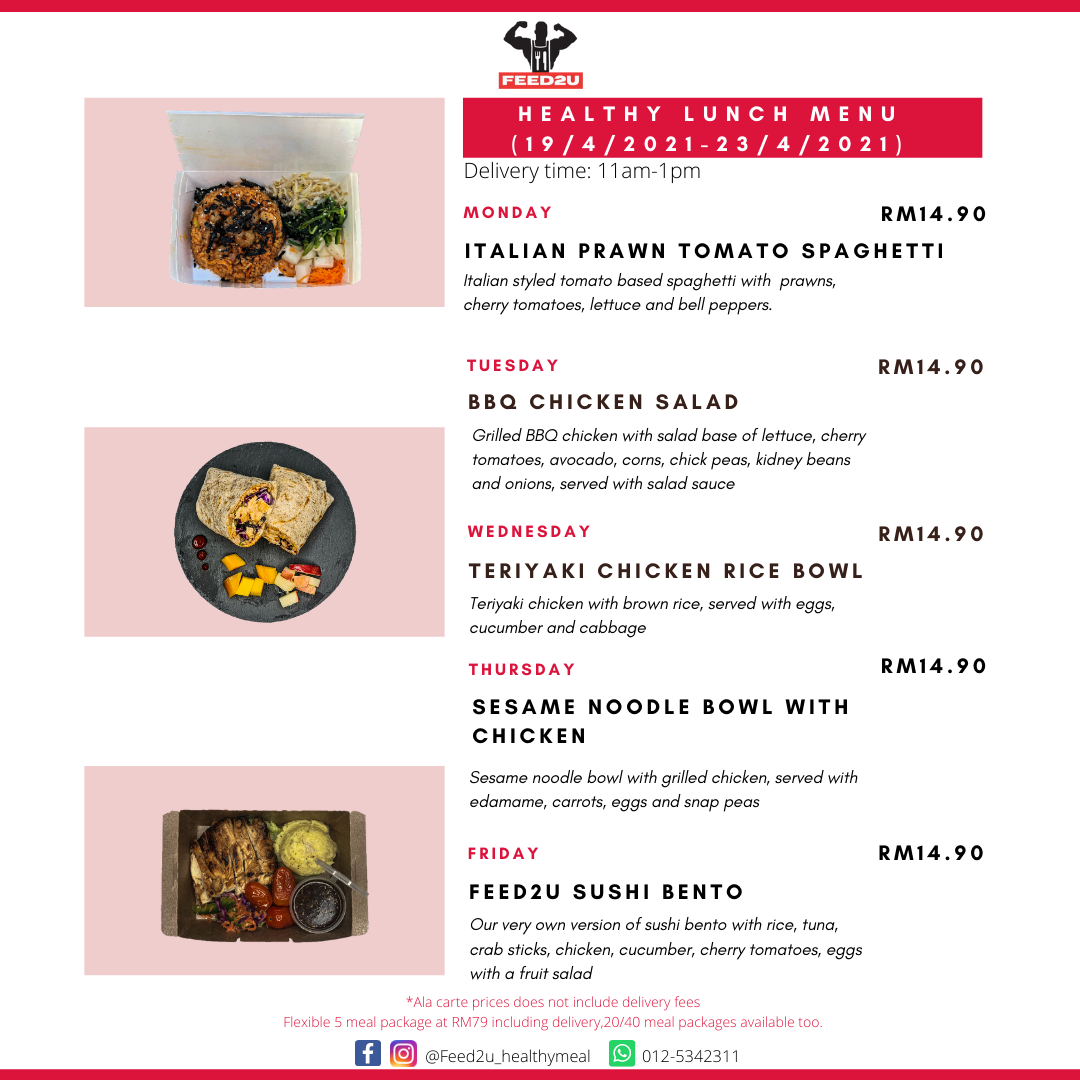 FEED2U
HEALTHY LUNCH MENU
(19/4/2021-23/4/2021)
Delivery time: 11am-1pm
MONDAY RM14.90
ITALIAN PRAWN TOMATO SPAGHETTI
Italian styled tomato based spaghetti with prawns,
cherry tomatoes, lettuce and bell peppers.
TUESDAY RM14.90
BBQ CHICKEN SALAD
Grilled BBQ chicken with salad base of lettuce, cherry
tomatoes, avocado, corns, chick peas, kidney beans
and onions, served with salad sauce
WEDNESDAY RM14.90
TERIYAKI CHICKEN RICE BOWL
Teriyaki chicken with brown rice, served with eggs,
cucumber and cabbage
THURSDAY RM14.90
SESAME NOODLE BOWL WITH
CHICKEN
Sesame noodle bowl with grilled chicken, served with
edamame, carrots, eggs and snap peas
FRIDAY RM14.90
FEED2U SUSHI BENTO
Our very own version of sushi bento with rice, tuna,
crab sticks, chicken, cucumber, cherry tomatoes, eggs
with a fruit salad
*Ala carte prices does not include delivery fees
Flexible 5 meal package at RM79 including delivery,20/40 meal packages available too.
@Feed2u_healthymeal 012-5342311